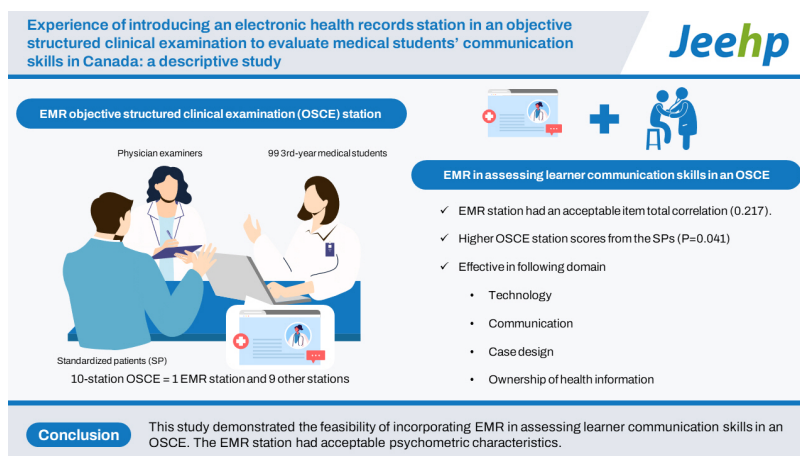 Experience of introducing an electronic health records station in an objective
structured clinical examination to evaluate medical students' communication
skills in Canada: a descriptive study
Jeehp
EMR objective structured clinical examination (OSCE) station
Physician examiners
99 3rd-year medical students
Standardized patients (SP)
10-station OSCE = 1 EMR station and 9 other stations
EMR in assessing learner communication skills in an OSCE
✓ EMR station had an acceptable item total correlation (0.217).
✓ Higher OSCE station scores from the SPs (P=0.041)
✓ Effective in following domain
• Technology
• Communication
• Case design
• Ownership of health information
Conclusion
This study demonstrated the feasibility of incorporating EMR in assessing learner communication skills in an
OSCE. The EMR station had acceptable psychometric characteristics.